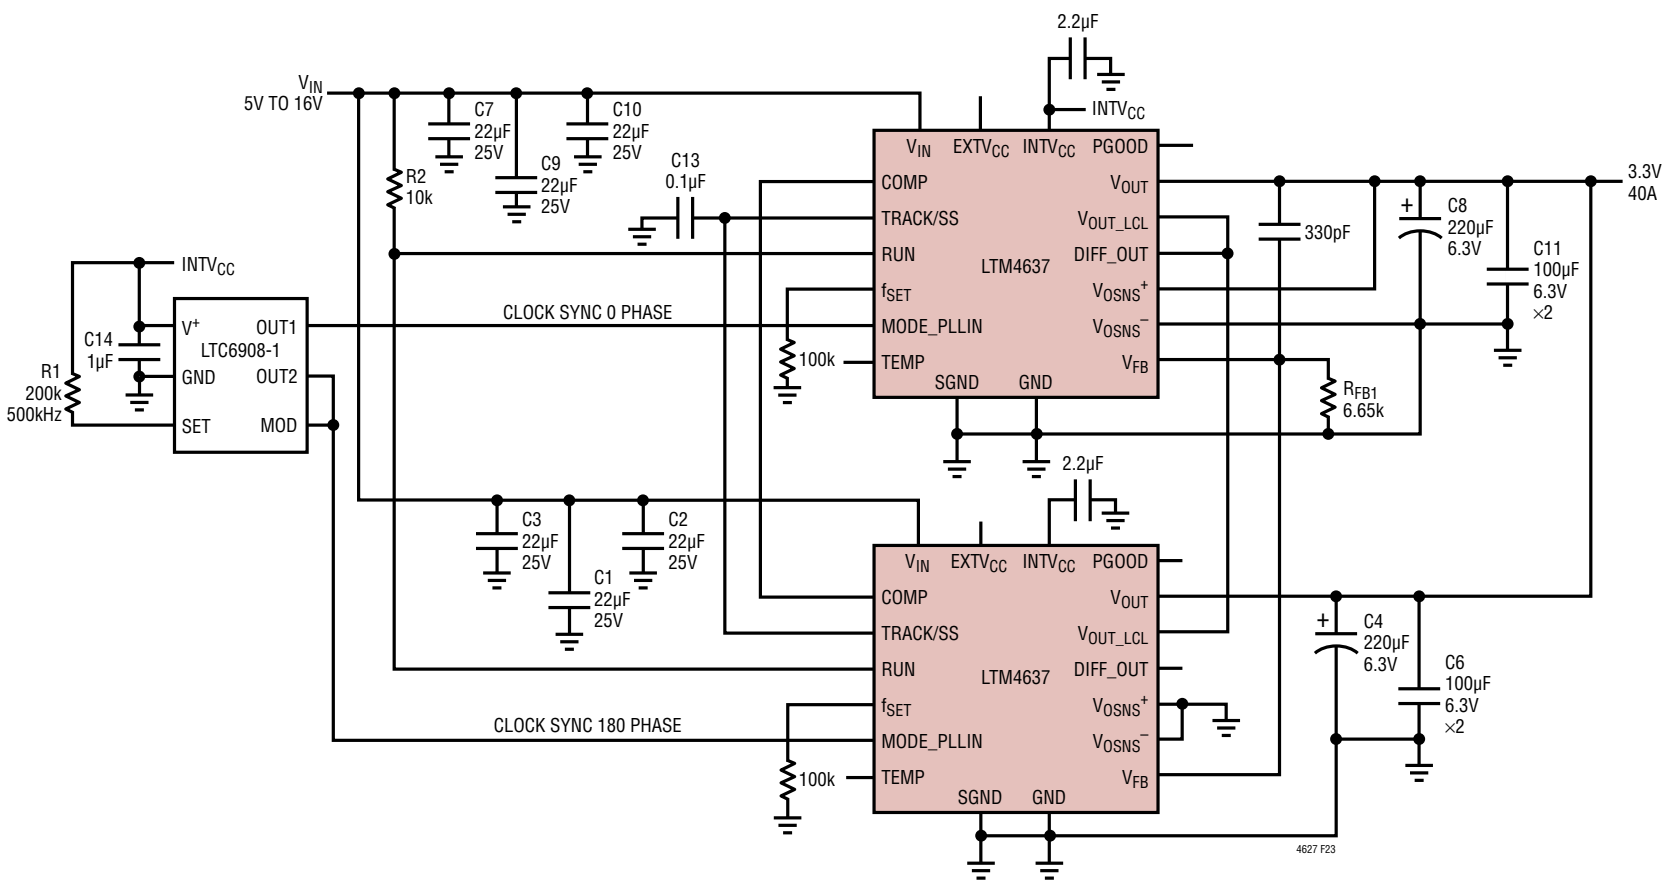 2.2µF
VIN
5V TO 16V
INTVCC
C7
22µF
25V
C10
22µF
25V
C9
22µF
25V
C13
0.1µF
R2
10k
VIN
EXTVCC
INTVCC
PGOOD
COMP
VOUT
TRACK/SS
VOUT_LCL
RUN
DIFF_OUT
LTM4637
fSET
VOSNS+
MODE_PLLIN
VOSNS–
TEMP
VFB
SGND
GND
3.3V
40A
330pF
+
C8
220µF
6.3V
C11
100µF
6.3V
×2
RFB1
6.65k
INTVCC
CLOCK SYNC 0 PHASE
100k
C14
1µF
V+
OUT1
LTC6908-1
GND
OUT2
SET
MOD
R1
200k
500kHz
2.2µF
C3
22µF
25V
C2
22µF
25V
C1
22µF
25V
VIN
EXTVCC
INTVCC
PGOOD
COMP
VOUT
TRACK/SS
VOUT_LCL
RUN
DIFF_OUT
LTM4637
fSET
VOSNS+
MODE_PLLIN
VOSNS–
TEMP
VFB
SGND
GND
CLOCK SYNC 180 PHASE
100k
+
C4
220µF
6.3V
C6
100µF
6.3V
×2
4627 F23